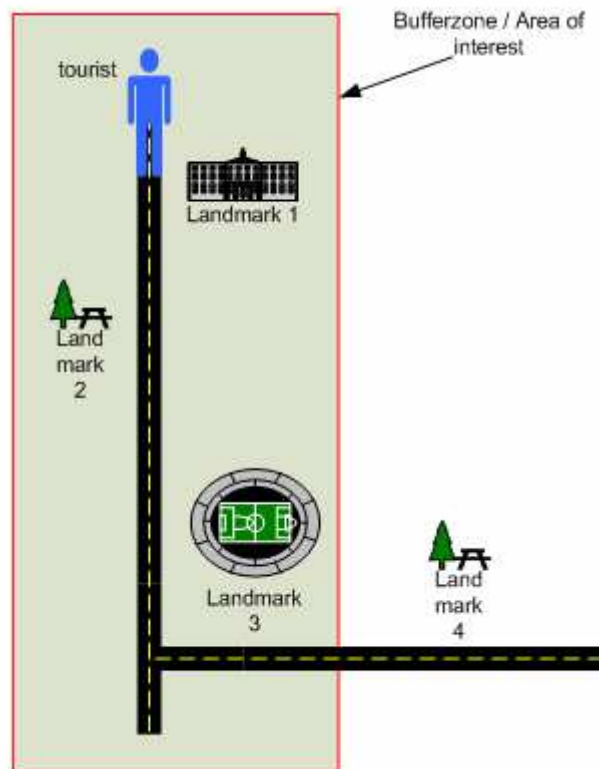 Bufferzone / Area of
interest
tourist
Landmark 1
Land
mark
2
Landmark
3
Land
mark
4